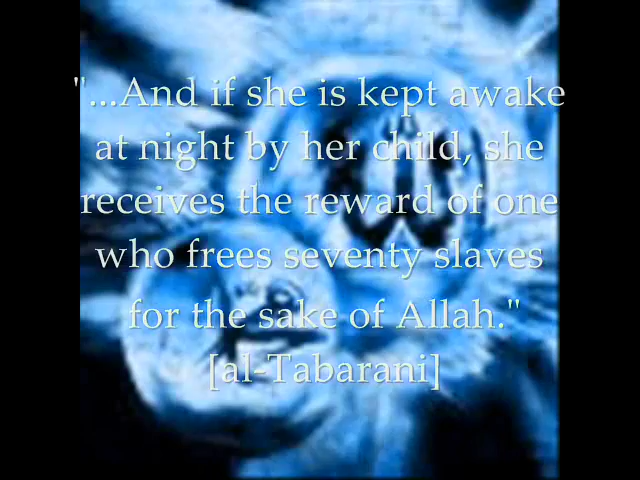 "...And if she is kept awake
at night by her child, she
receives the reward of one
who frees seventy slaves
for the sake of Allah."
[al-Tabarani]